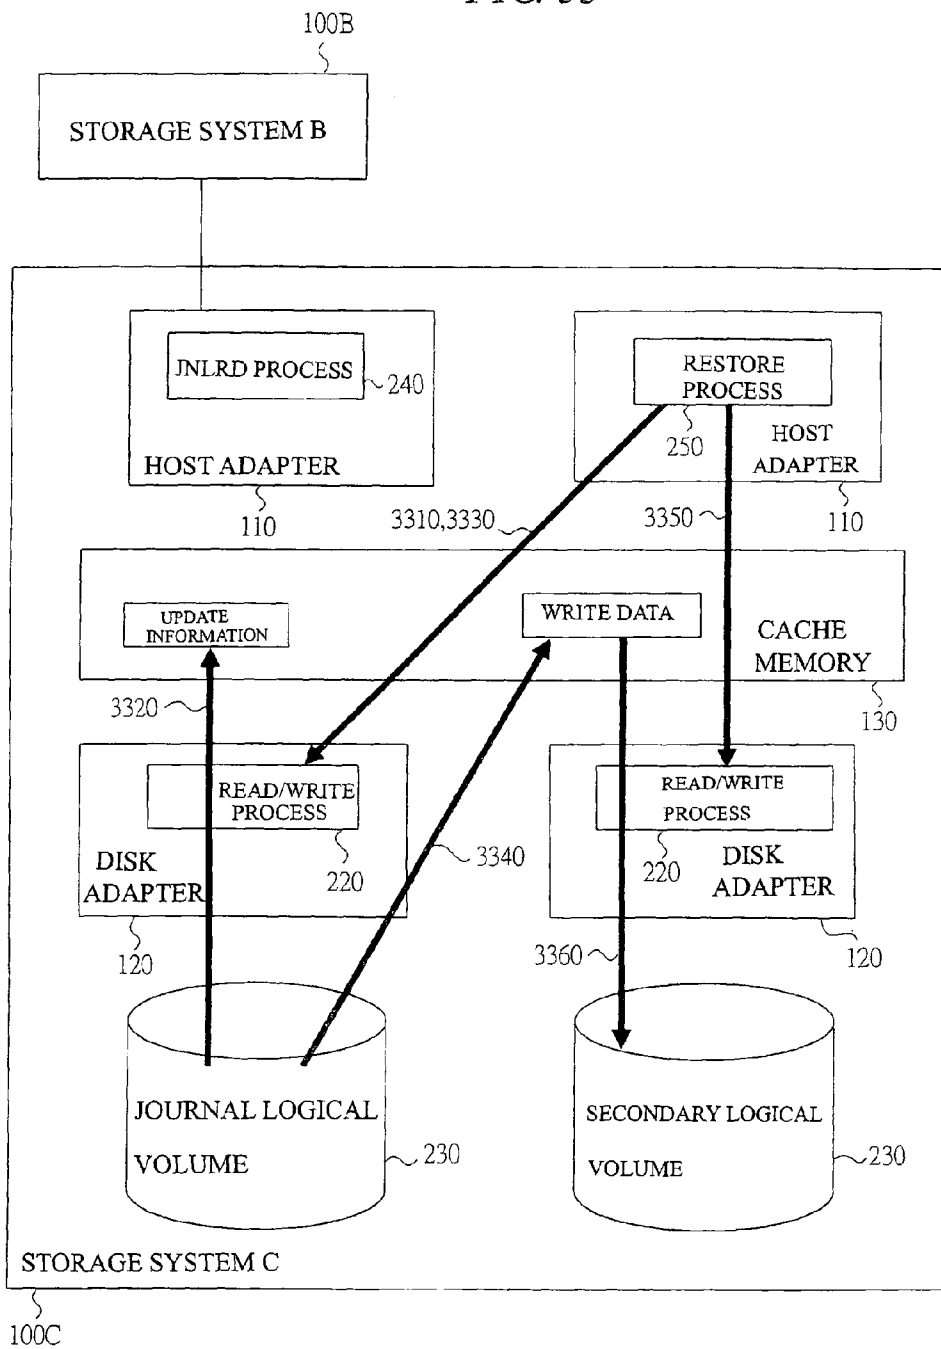 FIG. 33
100B
STORAGE SYSTEM B
JNLRD PROCESS
240
HOST ADAPTER
110
RESTORE
PROCESS
250
HOST
ADAPTER
110
3310,3330
3350
UPDATE
INFORMATION
WRITE DATA
CACHE
MEMORY
130
3320
READ/WRITE
PROCESS
220
DISK
ADAPTER
120
3340
READ/WRITE
PROCESS
220
DISK
ADAPTER
120
3360
JOURNAL LOGICAL
VOLUME
230
SECONDARY LOGICAL
VOLUME
230
STORAGE SYSTEM C
100C